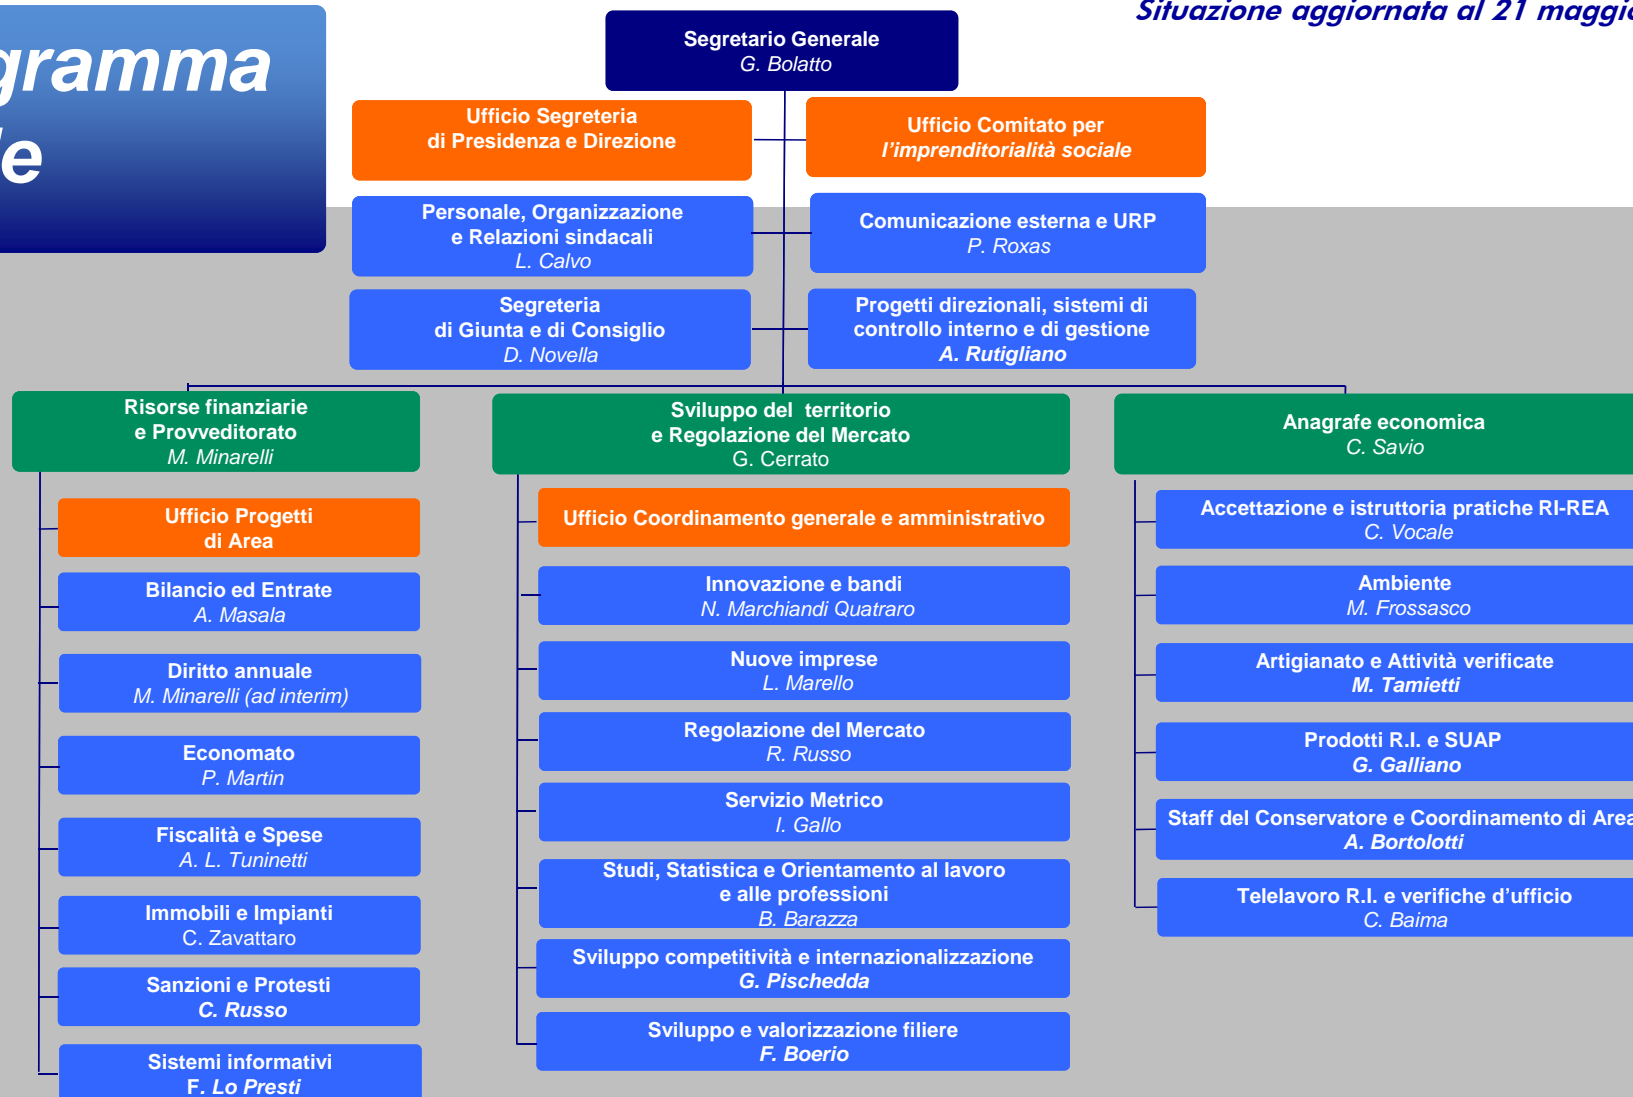 Situazione aggiornata al 21 maggio
gramma
le
Segretario Generale
G. Bolatto
Ufficio Segreteria
di Presidenza e Direzione
Ufficio Comitato per
l'imprenditorialità sociale
Personale, Organizzazione
e Relazioni sindacali
L. Calvo
Comunicazione esterna e URP
P. Roxas
Segreteria
di Giunta e di Consiglio
D. Novella
Progetti direzionali, sistemi di
controllo interno e di gestione
A. Rutigliano
Risorse finanziarie
e Provveditorato
M. Minarelli
Ufficio Progetti
di Area
Bilancio ed Entrate
A. Masala
Diritto annuale
M. Minarelli (ad interim)
Economato
P. Martin
Fiscalità e Spese
A. L. Tuninetti
Immobili e Impianti
C. Zavattaro
Sanzioni e Protesti
C. Russo
Sistemi informativi
F. Lo Presti
Sviluppo del territorio
e Regolazione del Mercato
G. Cerrato
Ufficio Coordinamento generale e amministrativo
Innovazione e bandi
N. Marchiandi Quatraro
Nuove imprese
L. Marello
Regolazione del Mercato
R. Russo
Servizio Metrico
I. Gallo
Studi, Statistica e Orientamento al lavoro
e alle professioni
B. Barazza
Sviluppo competitività e internazionalizzazione
G. Pischedda
Sviluppo e valorizzazione filiere
F. Boerio
Anagrafe economica
C. Savio
Accettazione e istruttoria pratiche RI-REA
C. Vocale
Ambiente
M. Frossasco
Artigianato e Attività verificate
M. Tamietti
Prodotti R.I. e SUAP
G. Galliano
Staff del Conservatore e Coordinamento di Area
A. Bortolotti
Telelavoro R.I. e verifiche d'ufficio
C. Baima